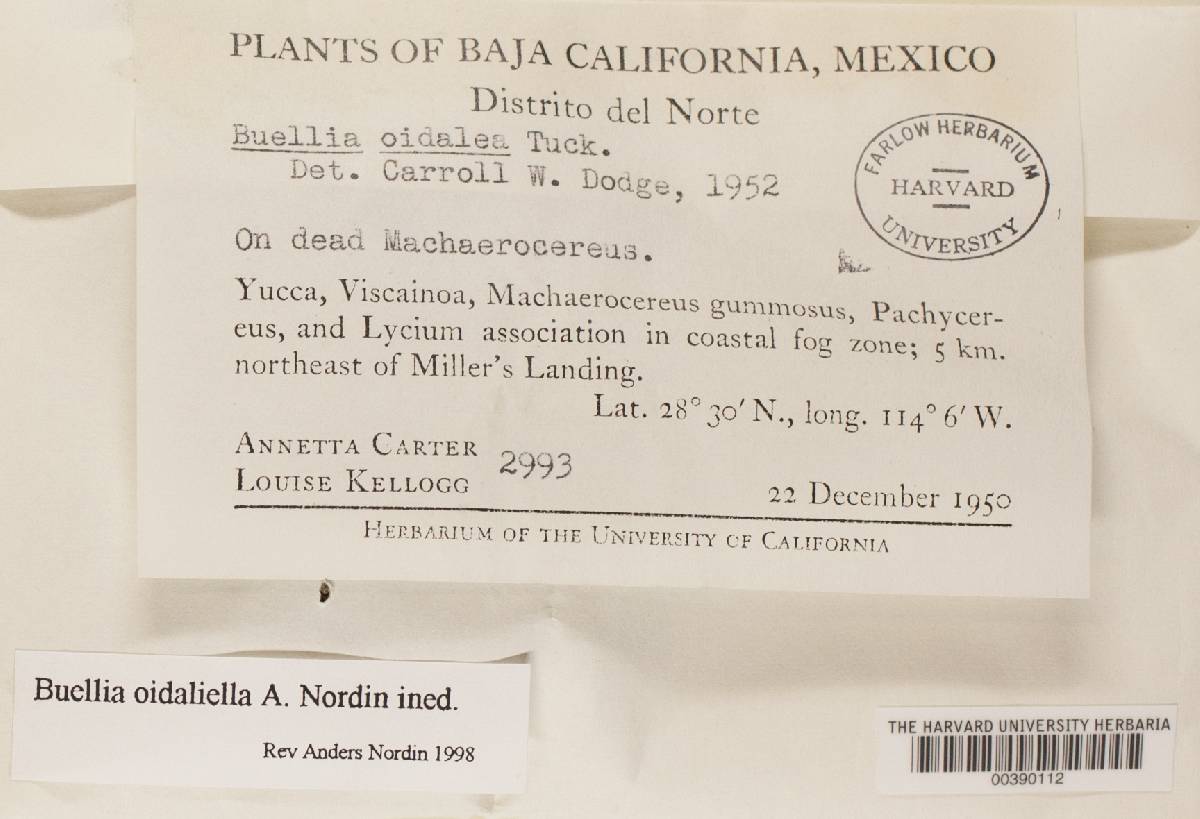 PLANTS OF BAJA CALIFORNIA, MEXICO
Distrito del Norte
Buellia oidalea Tuck.
Det. Carroll W. Dodge, 1952
FARLOW HERBARIUM
HARVARD
UNIVERSITY
On dead Machaerocereus.
Yucca, Viscainoa, Machaerocereus gummosus, Pachycer-
eus, and Lycium association in coastal fog zone; 5 km.
northeast of Miller's Landing.
Lat. 28° 30′ N., long. 114° 6′ W.
ANNETTA CARTER
LOUISE KELLOGG
2993
22 December 1950
HERBARIUM OF THE UNIVERSITY OF CALIFORNIA
Buellia oidaliella A. Nordin ined.
Rev Anders Nordin 1998
THE HARVARD UNIVERSITY HERBARIA
00390112